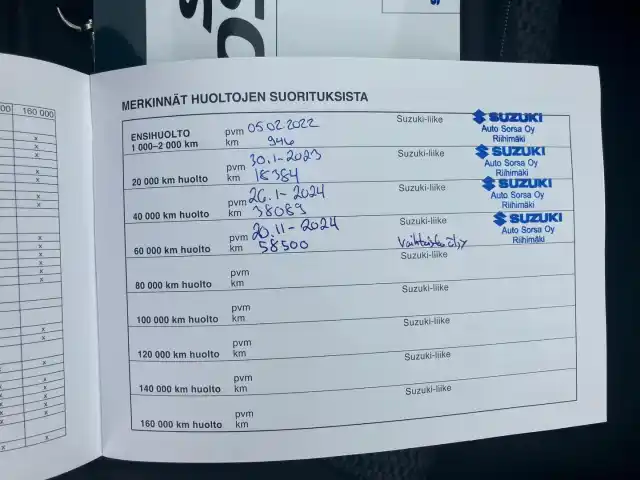 00 160 000
MERKINNÄT HUOLTOJEN SUORITUKSISTA
ENSIHUOLTO pvm 05.02.2022 Suzuki-liike SUZUKI
1 000–2 000 km km 946 Auto Sorsa Oy
Riihimäki
pvm 30.1-2023 Suzuki-liike SUZUKI
20 000 km huolto km 18384 Auto Sorsa Oy
Riihimäki
pvm 26.1-2024 Suzuki-liike SUZUKI
40 000 km huolto km 38089 Auto Sorsa Oy
Riihimäki
pvm 20.11-2024 Suzuki-liike SUZUKI
60 000 km huolto km 58500 Auto Sorsa Oy
Riihimäki
pvm Suzuki-liike
80 000 km huolto km
pvm Suzuki-liike
100 000 km huolto km
pvm Suzuki-liike
120 000 km huolto km
pvm Suzuki-liike
140 000 km huolto km
pvm Suzuki-liike
160 000 km huolto km